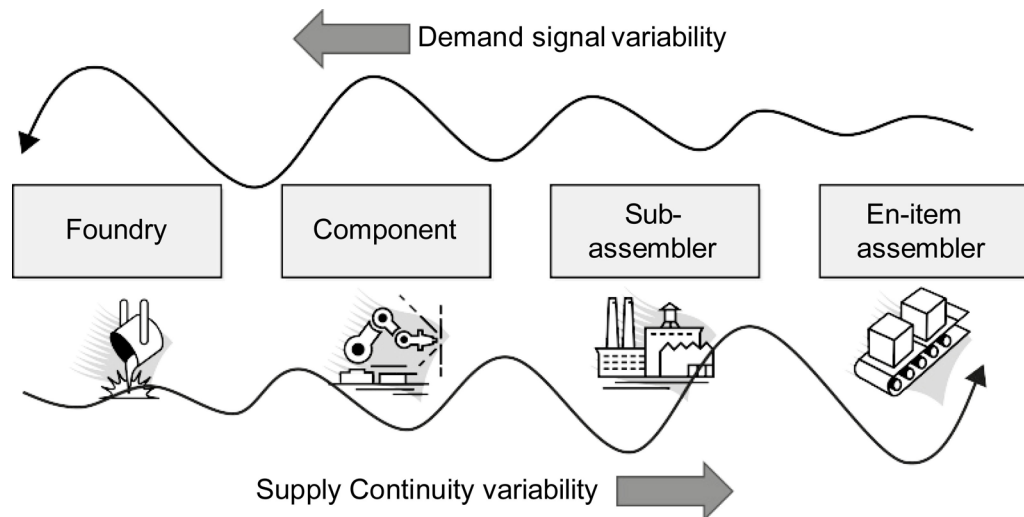 Demand signal variability
Foundry
Component
Sub-
assembler
En-item
assembler
Supply Continuity variability